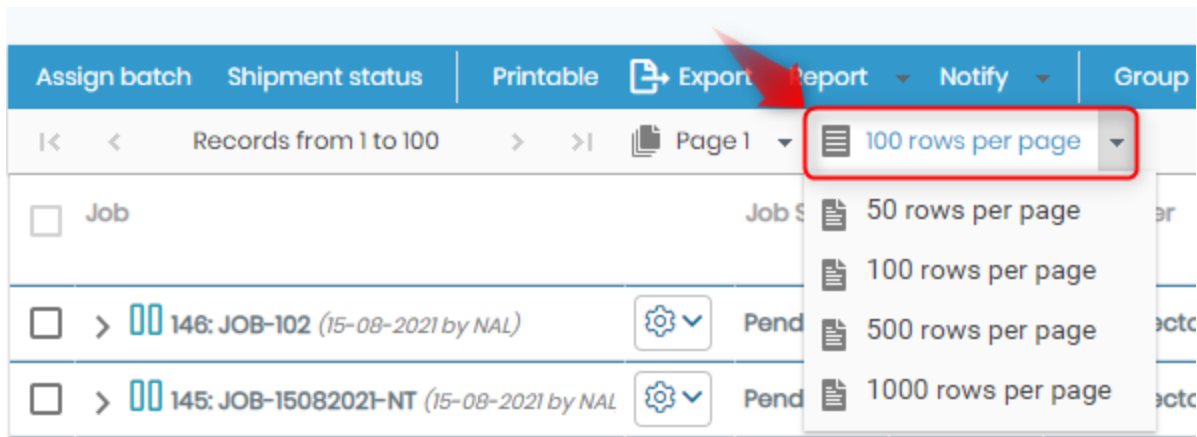 Assign batch Shipment status Printable Export Report Notify Group
Records from 1 to 100 Page 1 100 rows per page
Job Job S
50 rows per page
100 rows per page
146: JOB-102 (15-08-2021 by NAL) Pend
500 rows per page
145: JOB-15082021-NT (15-08-2021 by NAL Pend
1000 rows per page